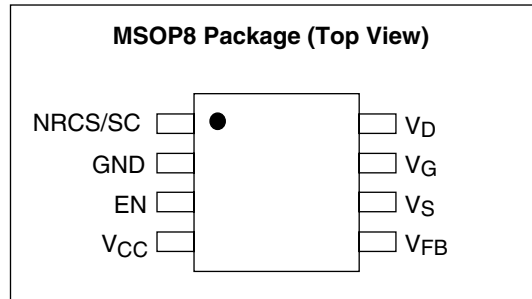 MSOP8 Package (Top View)
NRCS/SC VD
GND VG
EN VS
VCC VFB